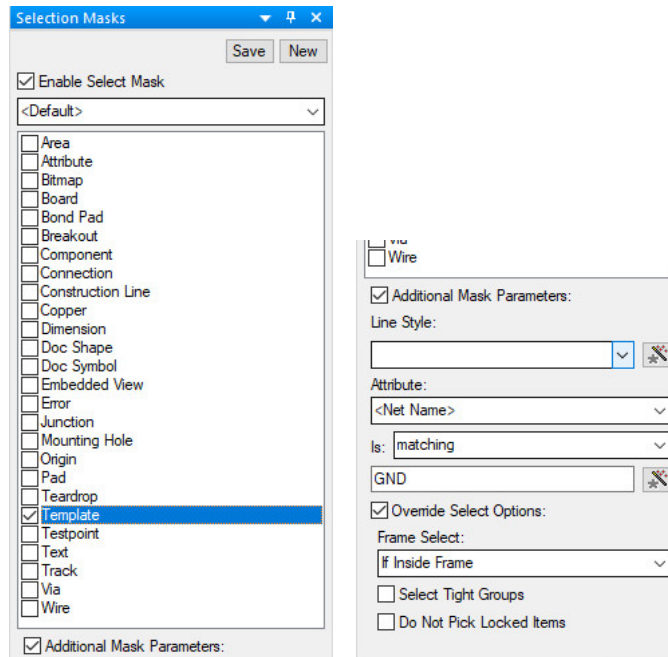 Selection Masks
Save New
Enable Select Mask
<Default>
Area
Attribute
Bitmap
Board
Bond Pad
Breakout
Component
Connection
Construction Line
Copper
Dimension
Doc Shape
Doc Symbol
Embedded View
Error
Junction
Mounting Hole
Origin
Pad
Teardrop
Template
Testpoint
Text
Track
Via
Wire
Additional Mask Parameters:
Via
Wire
Additional Mask Parameters:
Line Style:
Attribute:
<Net Name>
Is: matching
GND
Override Select Options:
Frame Select:
If Inside Frame
Select Tight Groups
Do Not Pick Locked Items